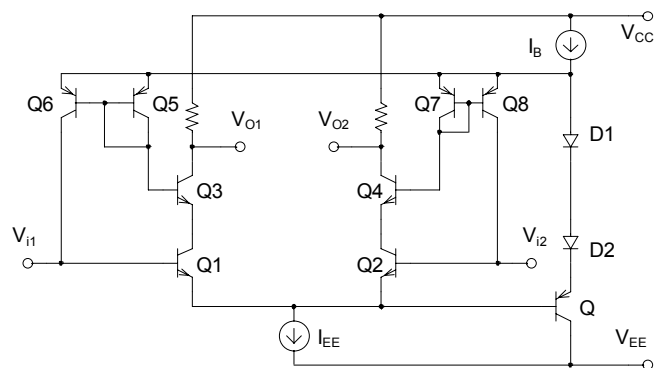 I_B
V_CC
Q6
Q5
Q7
Q8
V_O1
V_O2
D1
Q3
Q4
V_i1
V_i2
Q1
Q2
D2
Q
I_EE
V_EE